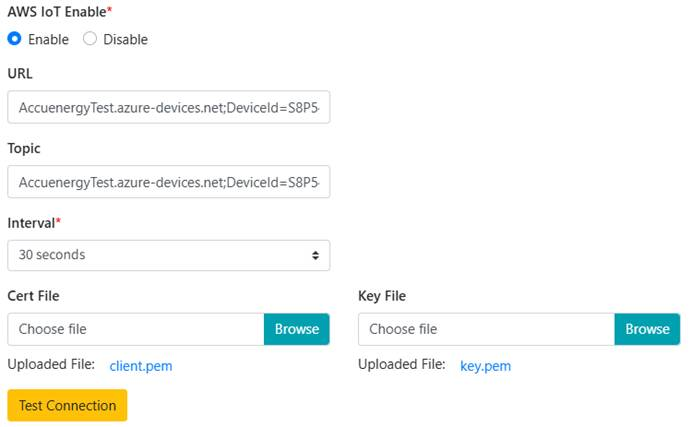 AWS IoT Enable*
Enable Disable
URL
AccuenergyTest.azure-devices.net;DeviceId=S8P5
Topic
AccuenergyTest.azure-devices.net;DeviceId=S8P5
Interval*
30 seconds
Cert File Key File
Choose file Browse Choose file Browse
Uploaded File: client.pem Uploaded File: key.pem
Test Connection